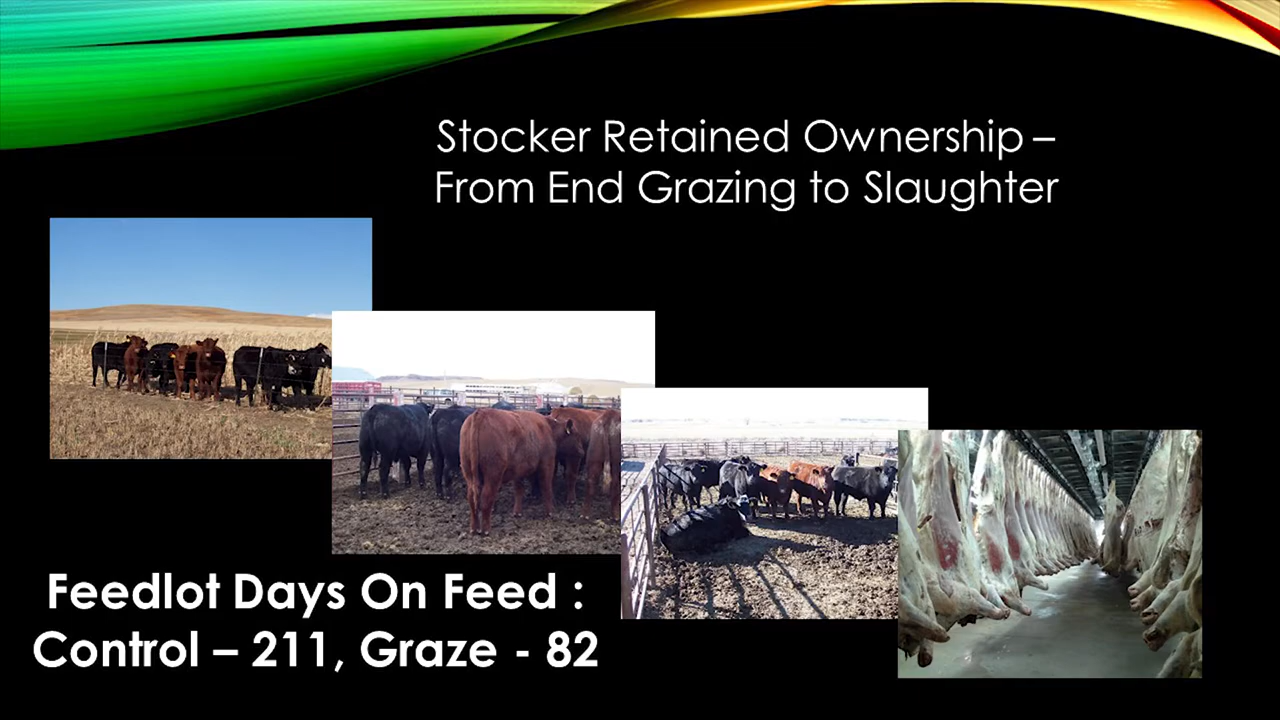 Stocker Retained Ownership –
From End Grazing to Slaughter
Feedlot Days On Feed :
Control – 211, Graze - 82